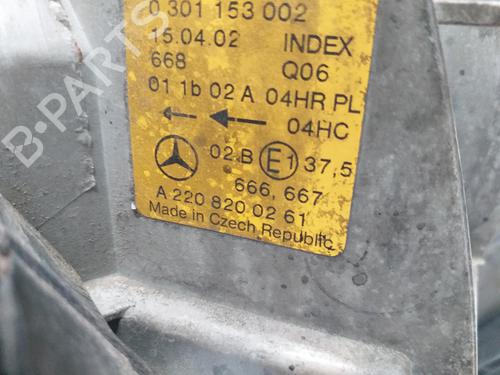 0 301 153 002
15.04.02 INDEX
668 Q06
01 1b 02 A 04HR PL
04HC
02 B E1 37,5
666, 667
A 220 820 02 61
Made in Czech Republic